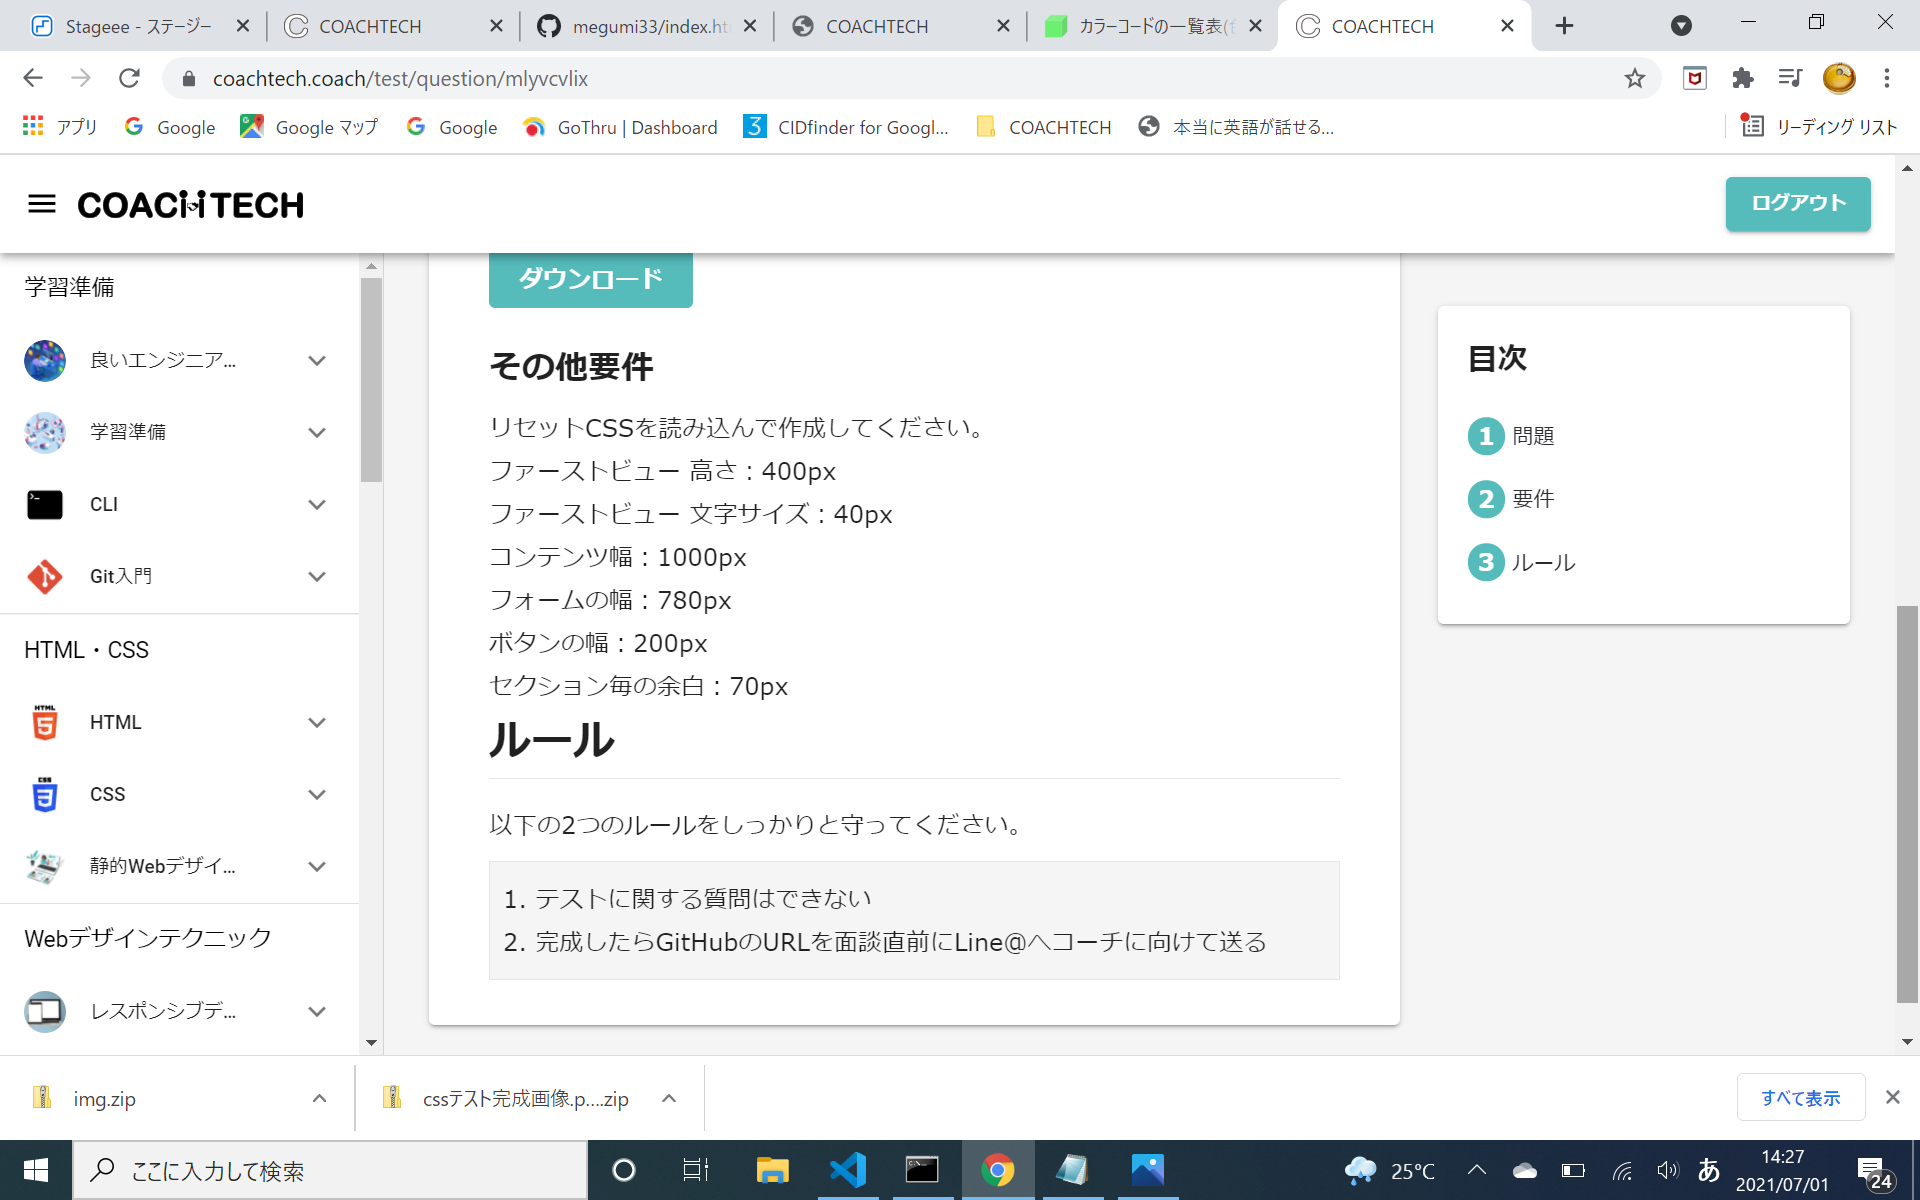 Stageee - ステージー
COACHTECH
megumi33/index.ht
COACHTECH
カラーコードの一覧表(
COACHTECH
coachtech.coach/test/question/mlyvcvlix
アプリ
Google
Google マップ
Google
GoThru | Dashboard
CIDfinder for Googl...
COACHTECH
本当に英語が話せる...
リーディング リスト
COACHTECH
ログアウト
学習準備
良いエンジニア...
学習準備
CLI
Git入門
HTML・CSS
HTML
CSS
静的Webデザイ...
Webデザインテクニック
レスポンシブデ...
ダウンロード
その他要件
リセットCSSを読み込んで作成してください。
ファーストビュー 高さ：400px
ファーストビュー 文字サイズ：40px
コンテンツ幅：1000px
フォームの幅：780px
ボタンの幅：200px
セクション毎の余白：70px
ルール
以下の2つのルールをしっかりと守ってください。
1. テストに関する質問はできない
2. 完成したらGitHubのURLを面談直前にLine@へコーチに向けて送る
目次
1 問題
2 要件
3 ルール
img.zip
cssテスト完成画像.p....zip
すべて表示
ここに入力して検索
25°C
あ
14:27
2021/07/01
24